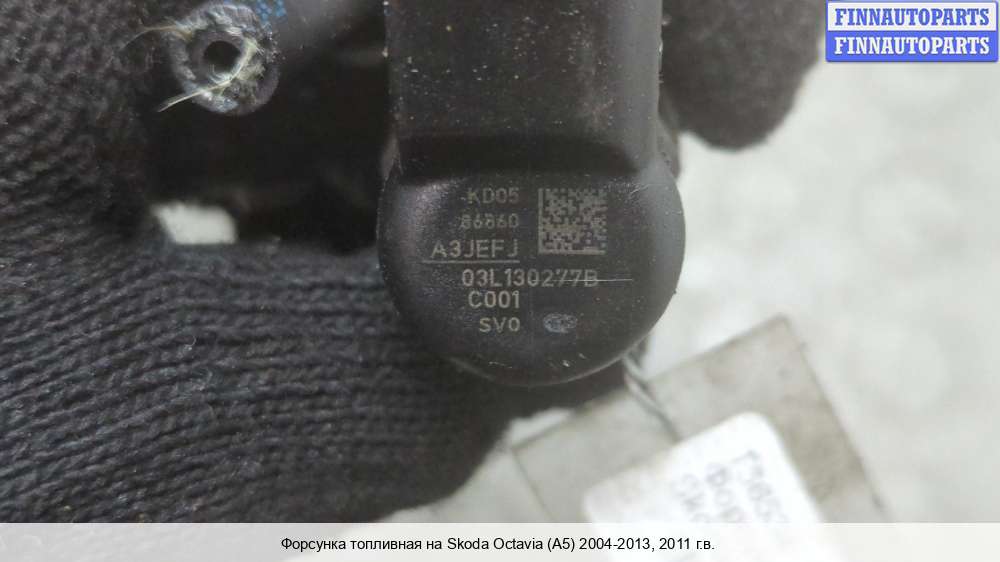 FINNAUTOPARTS
FINNAUTOPARTS
KD05
86860
A3JEFJ
03L130277B
C001
SV0
Форсунка топливная на Skoda Octavia (A5) 2004-2013, 2011 г.в.